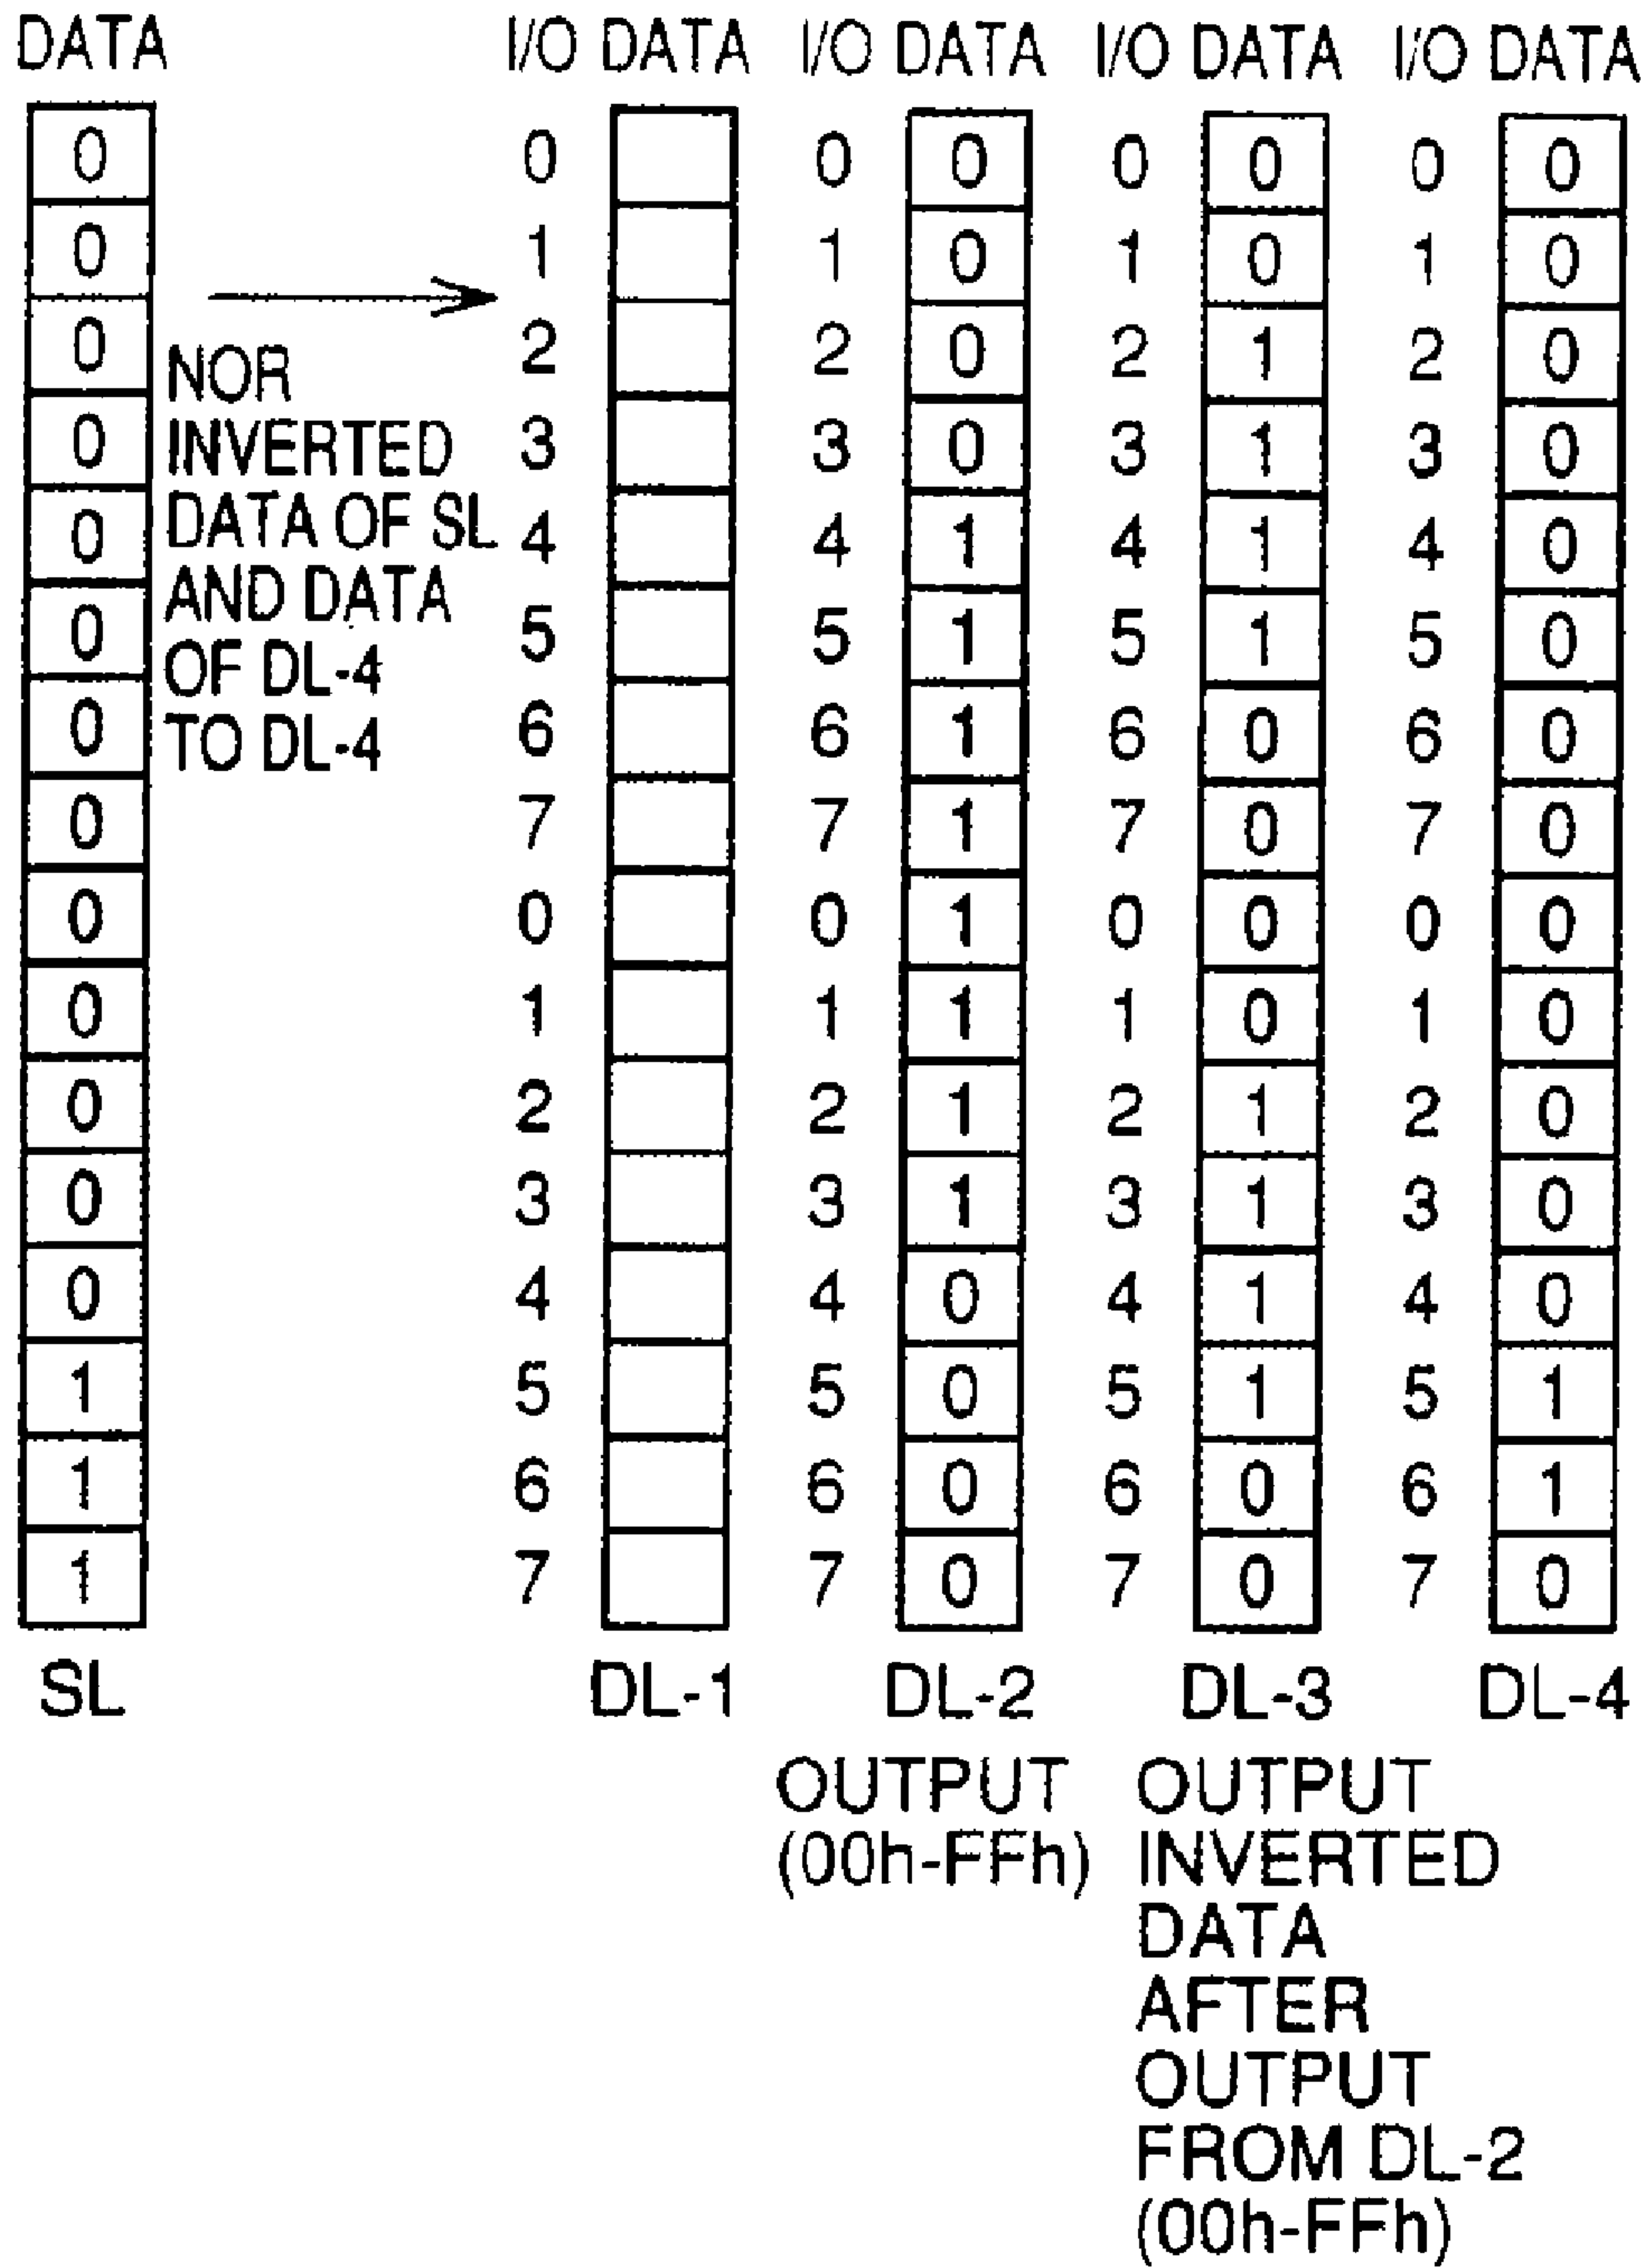 DATA I/O DATA I/O DATA I/O DATA I/O DATA
0 0 0 0 0 0 0 0
0 1 1 0 1 0 1 0
0 2 2 0 2 1 2 0
NOR
0 3 3 0 3 1 3 0
INVERTED
0 4 4 1 4 1 4 0
DATA OF SL
0 5 5 1 5 1 5 0
AND DATA
OF DL-4
0 6 6 1 6 0 6 0
TO DL-4
0 7 7 1 7 0 7 0
0 0 0 1 0 0 0 0
0 1 1 1 1 0 1 0
0 2 2 1 2 1 2 0
0 3 3 1 3 1 3 0
0 4 4 0 4 1 4 0
1 5 5 0 5 1 5 1
1 6 6 0 6 0 6 1
1 7 7 0 7 0 7 0
SL DL-1 DL-2 DL-3 DL-4
OUTPUT
(00h-FFh)
OUTPUT
INVERTED
DATA
AFTER
OUTPUT
FROM DL-2
(00h-FFh)